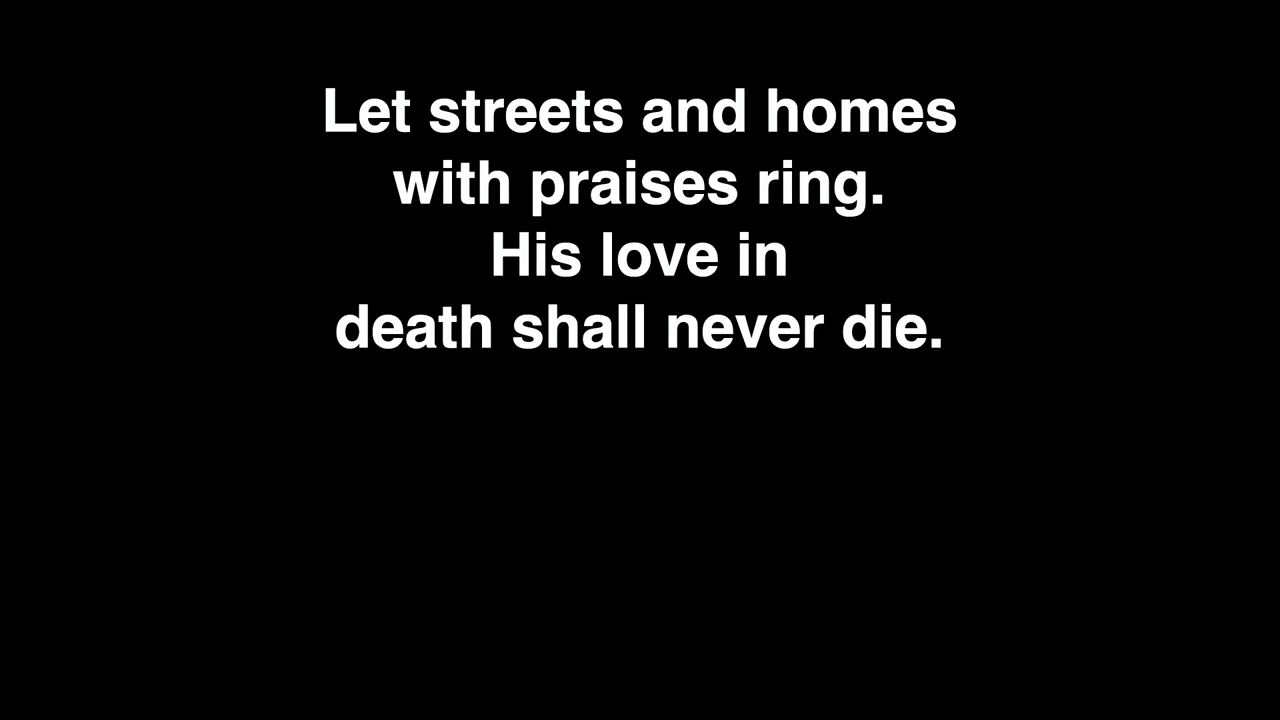 Let streets and homes
with praises ring.
His love in
death shall never die.